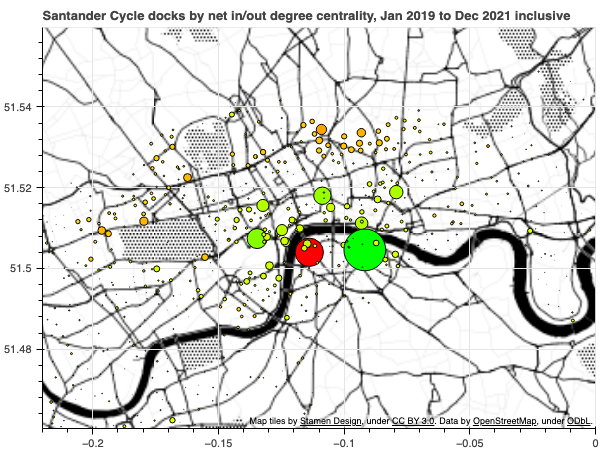 Santander Cycle docks by net in/out degree centrality, Jan 2019 to Dec 2021 inclusive
51.54
51.52
51.5
51.48
Map tiles by Stamen Design, under CC BY 3.0. Data by OpenStreetMap, under ODbL.
−0.2 −0.15 −0.1 −0.05 0